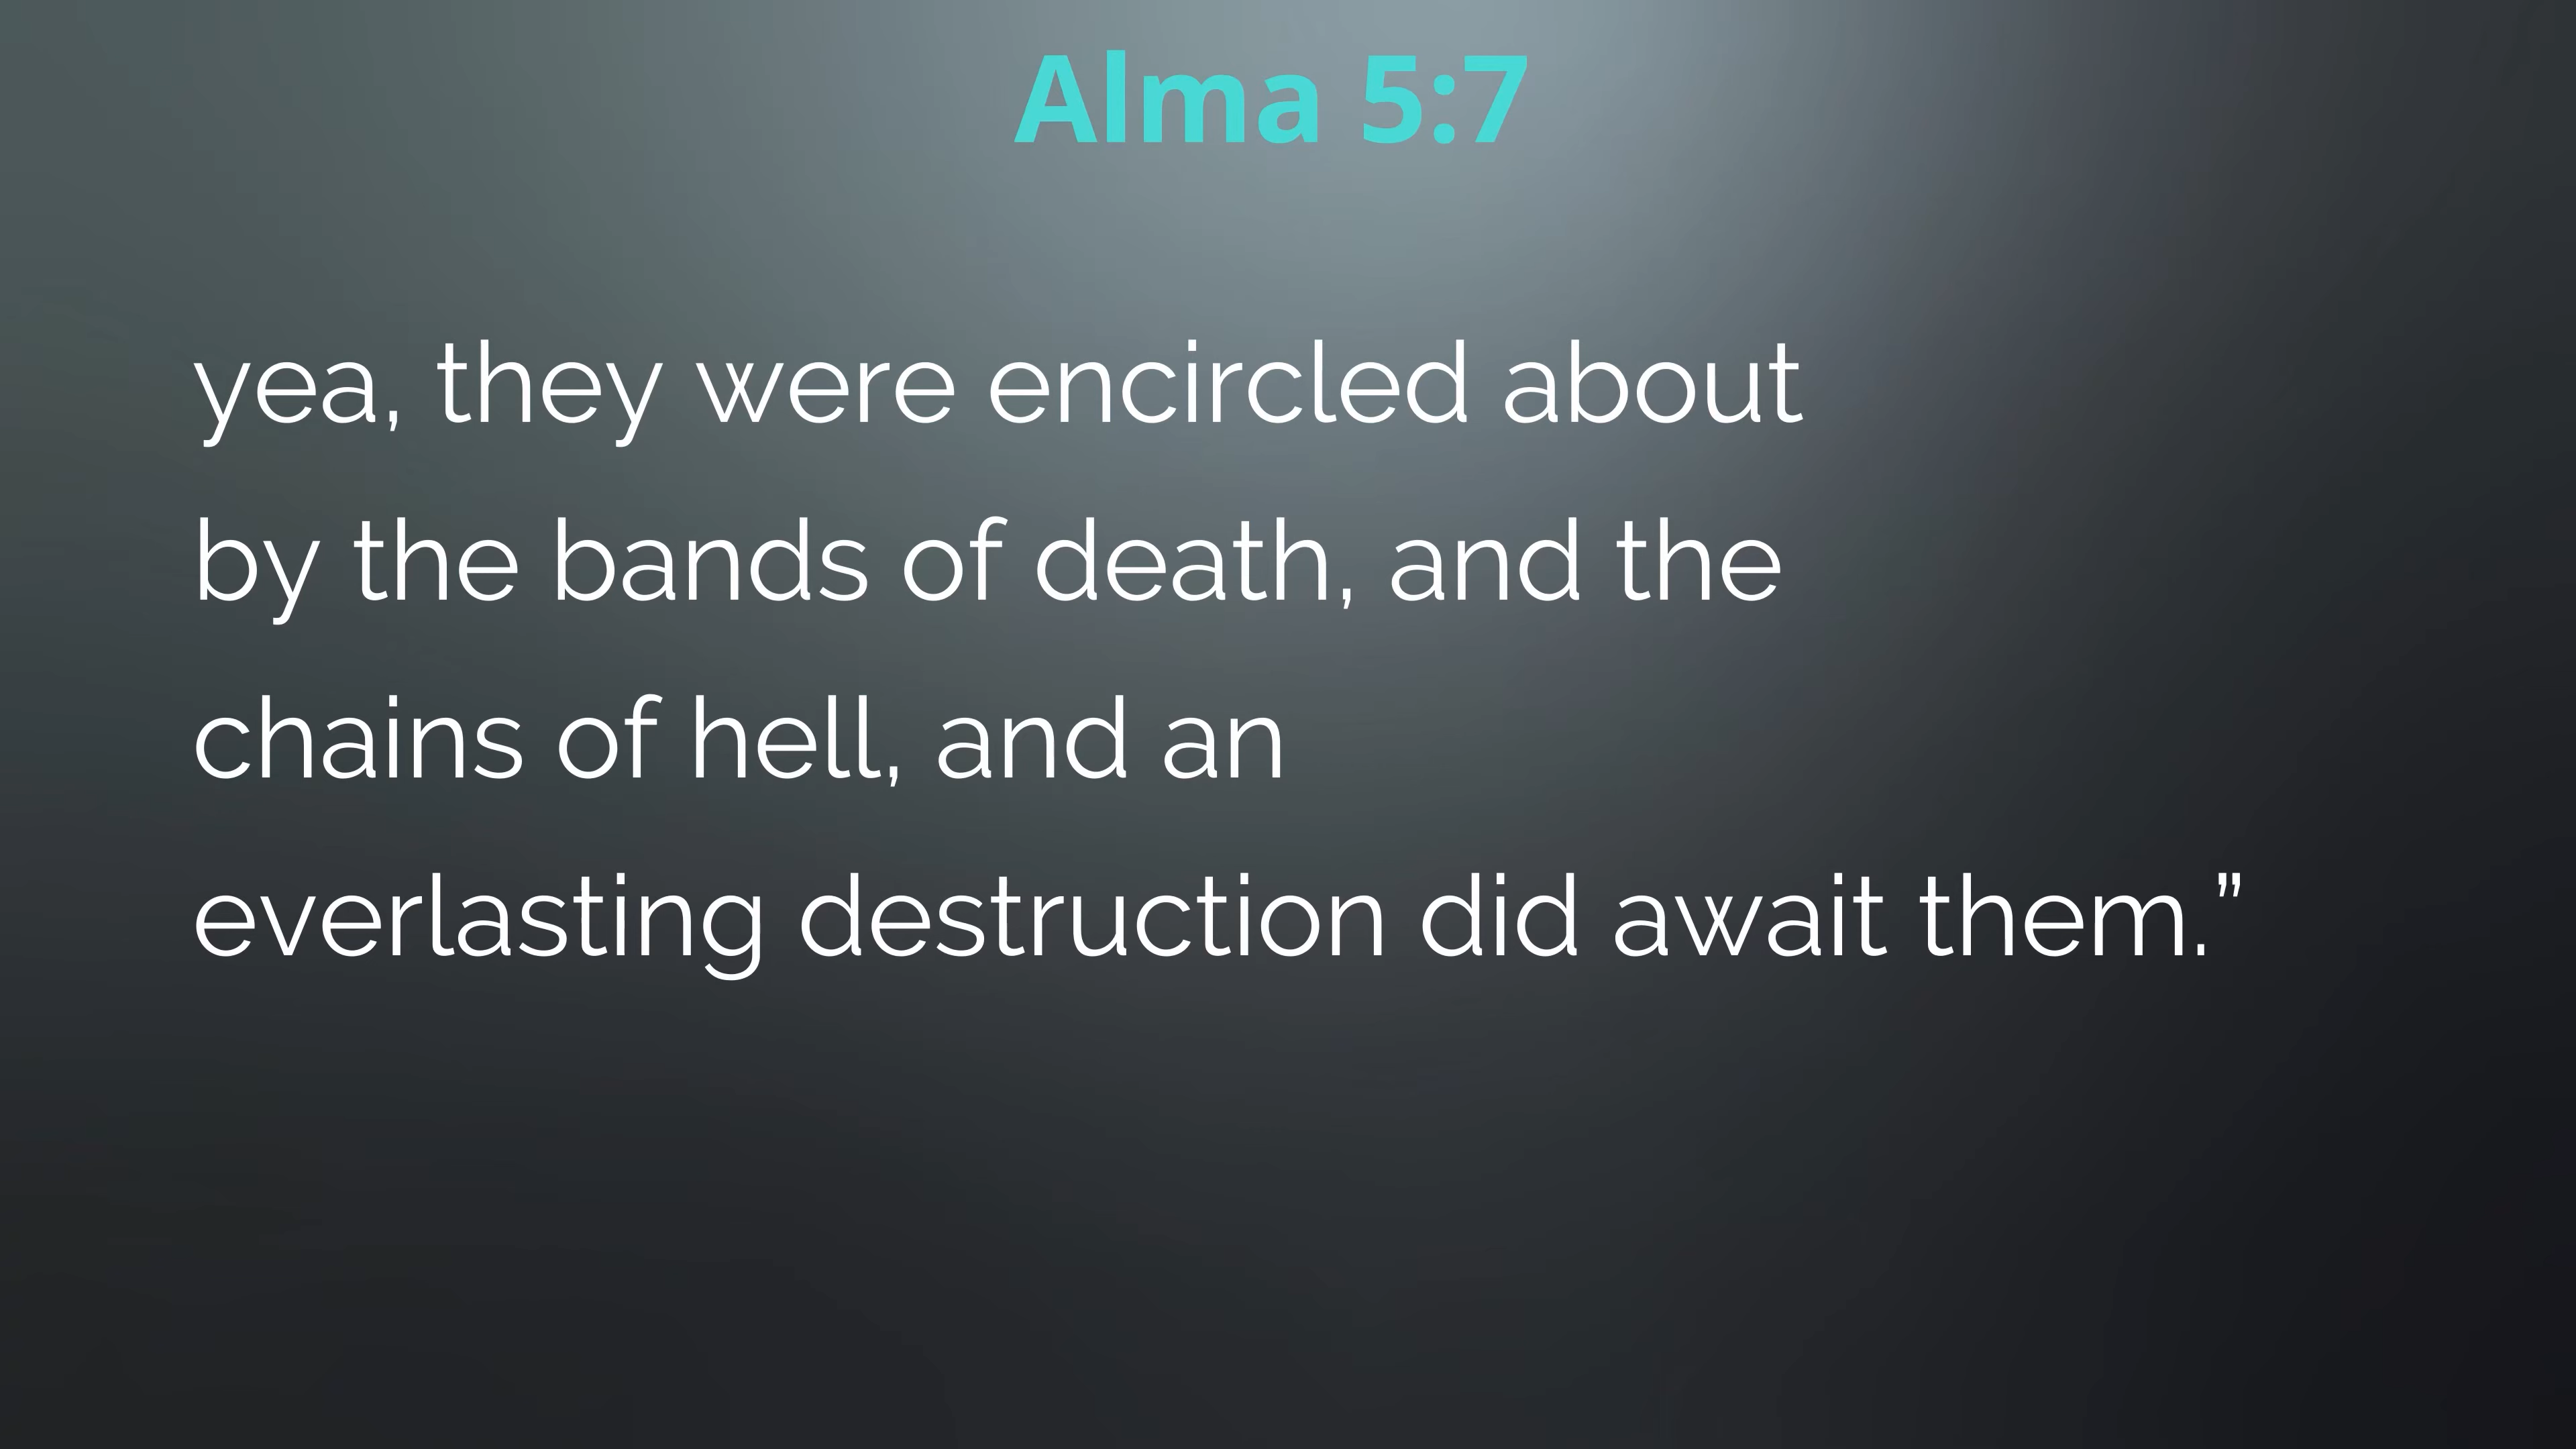 Alma 5:7
yea, they were encircled about
by the bands of death, and the
chains of hell, and an
everlasting destruction did await them.”